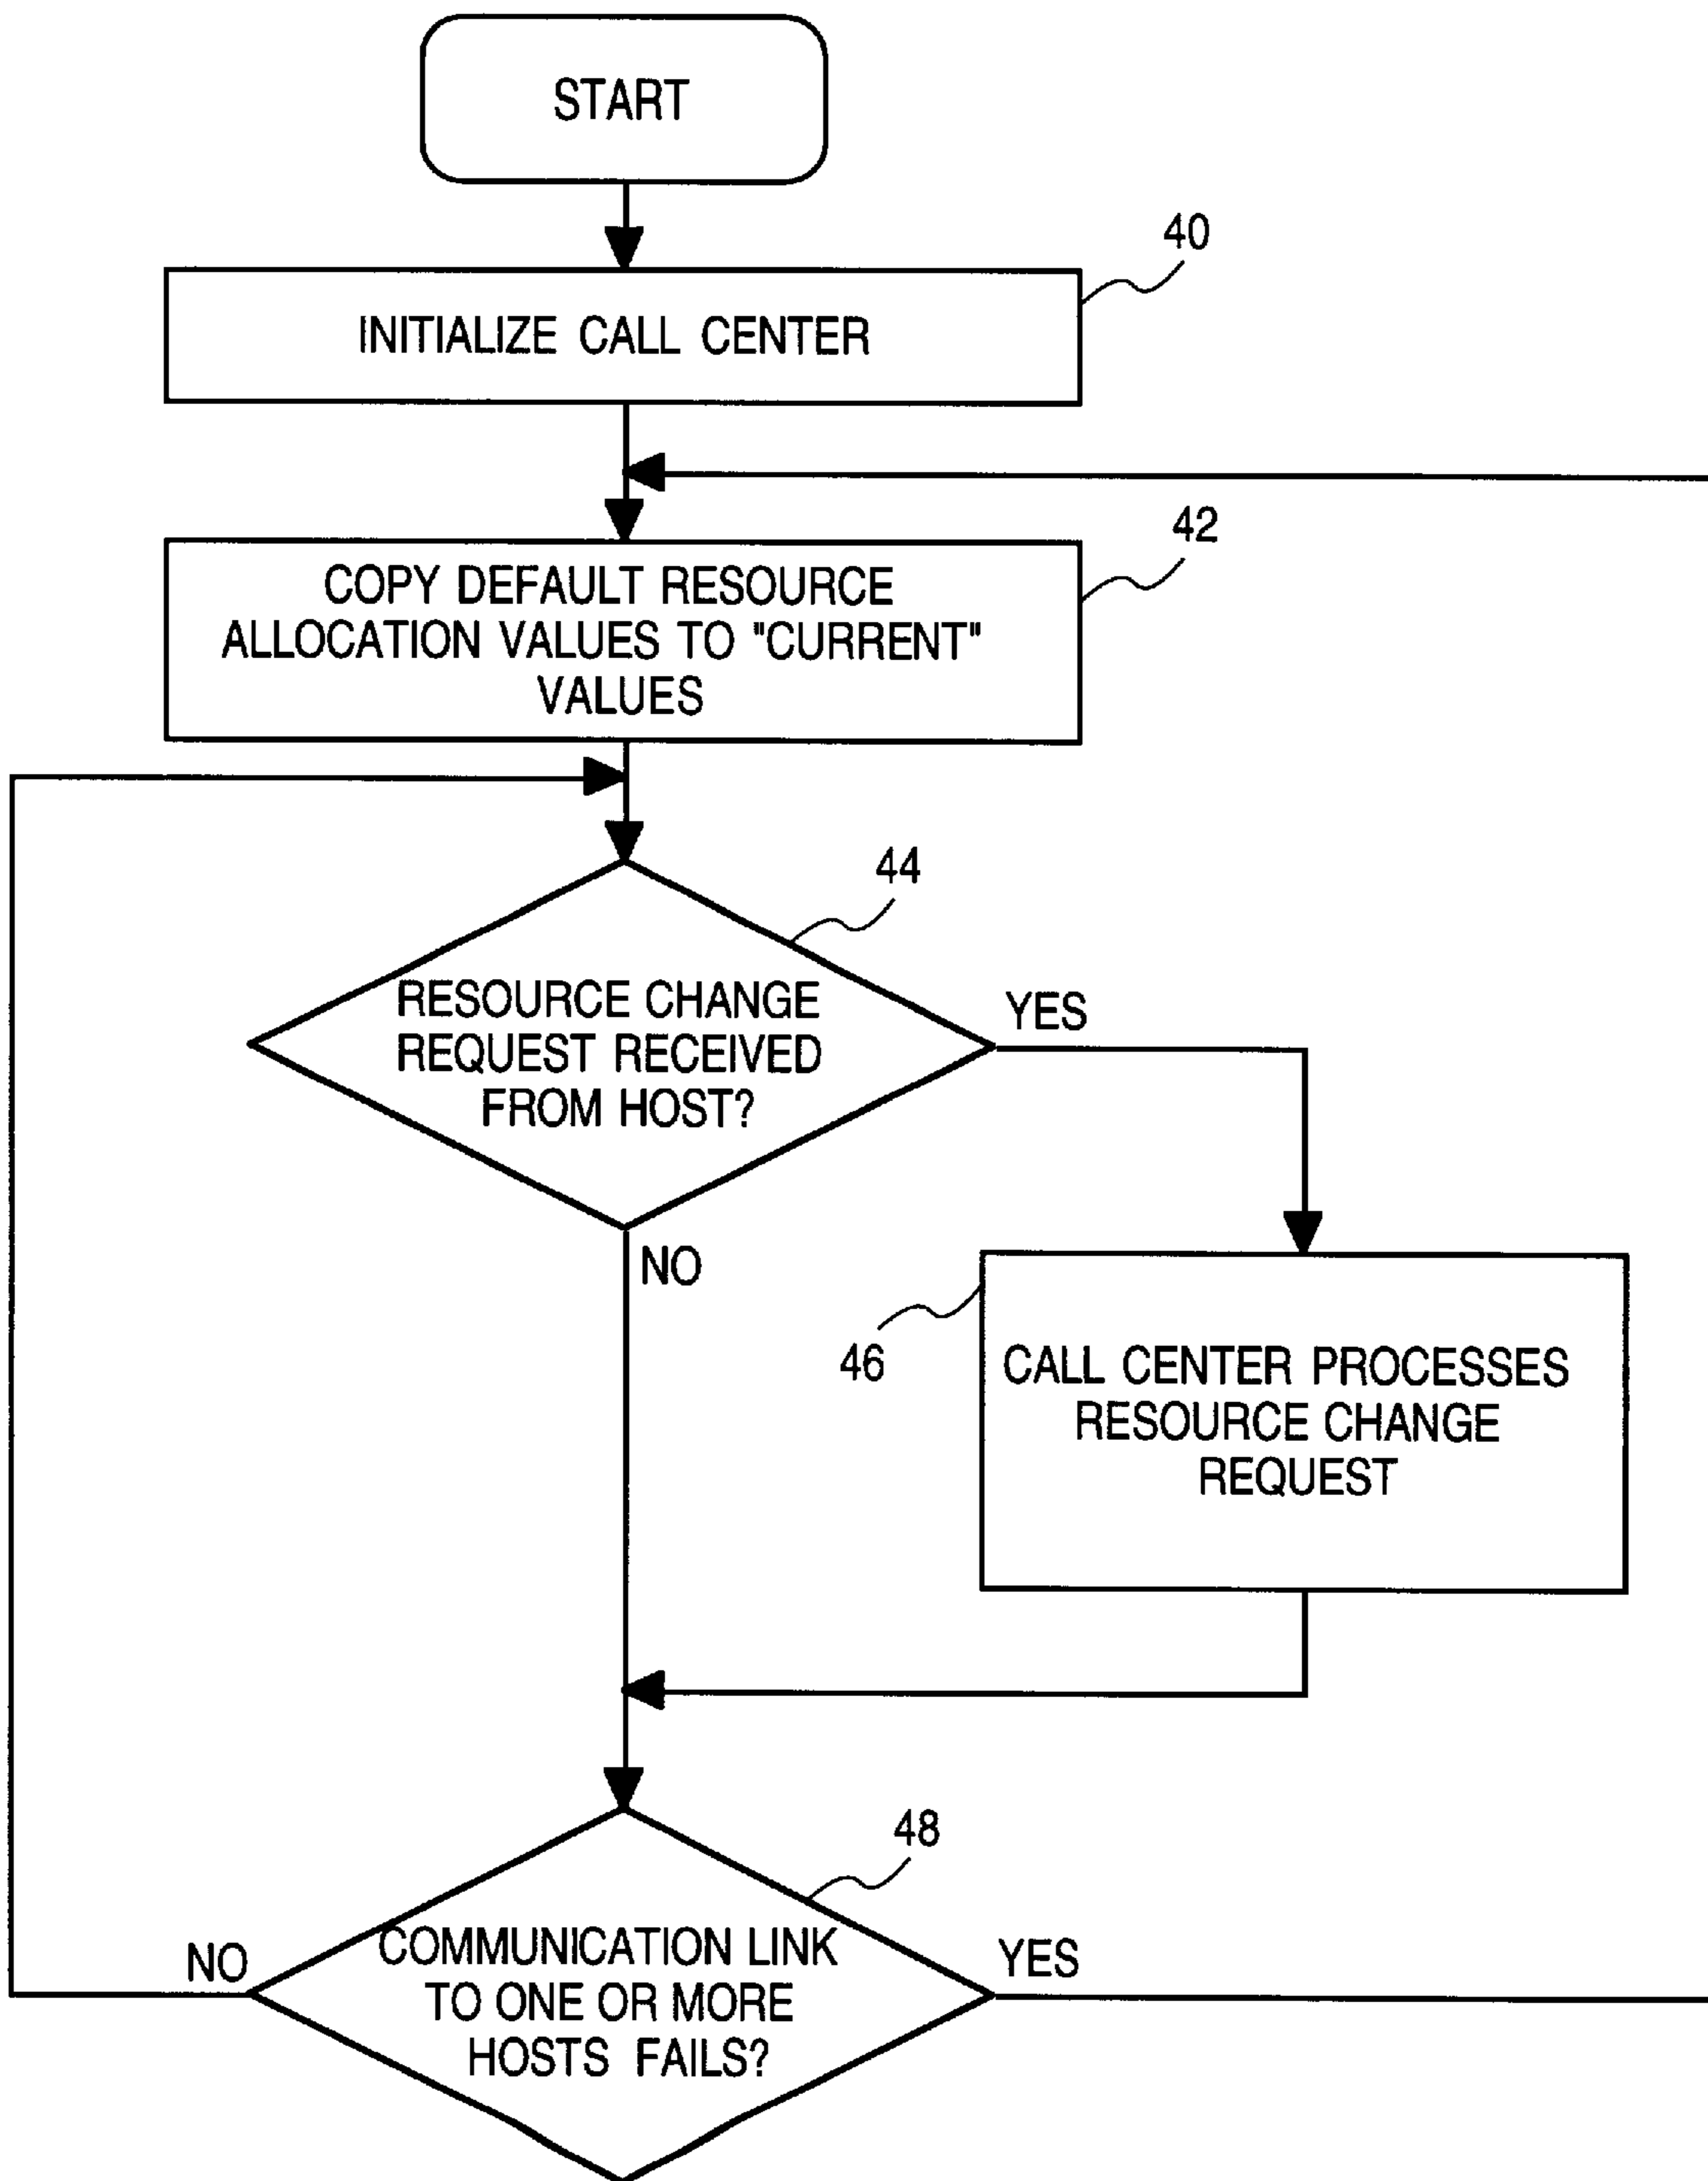 START
40
INITIALIZE CALL CENTER
42
COPY DEFAULT RESOURCE
ALLOCATION VALUES TO "CURRENT"
VALUES
44
RESOURCE CHANGE
REQUEST RECEIVED
FROM HOST?
YES
NO
46
CALL CENTER PROCESSES
RESOURCE CHANGE
REQUEST
48
NO
COMMUNICATION LINK
TO ONE OR MORE
HOSTS FAILS?
YES